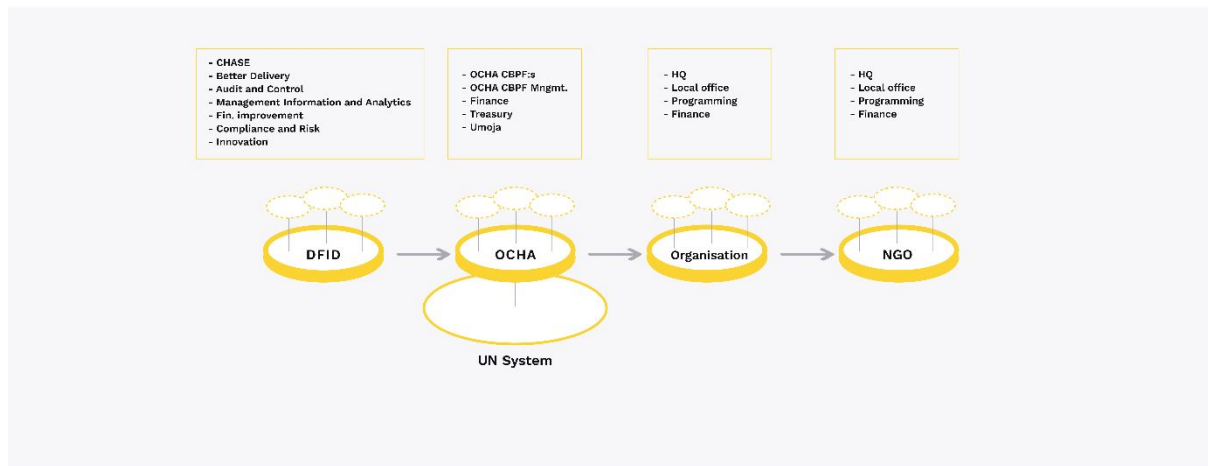 - CHASE
- Better Delivery
- Audit and Control
- Management Information and Analytics
- Fin. improvement
- Compliance and Risk
- Innovation
- OCHA CBPF:s
- OCHA CBPF Mngmt.
- Finance
- Treasury
- Umoja
- HQ
- Local office
- Programming
- Finance
- HQ
- Local office
- Programming
- Finance
DFID
OCHA
Organisation
NGO
UN System